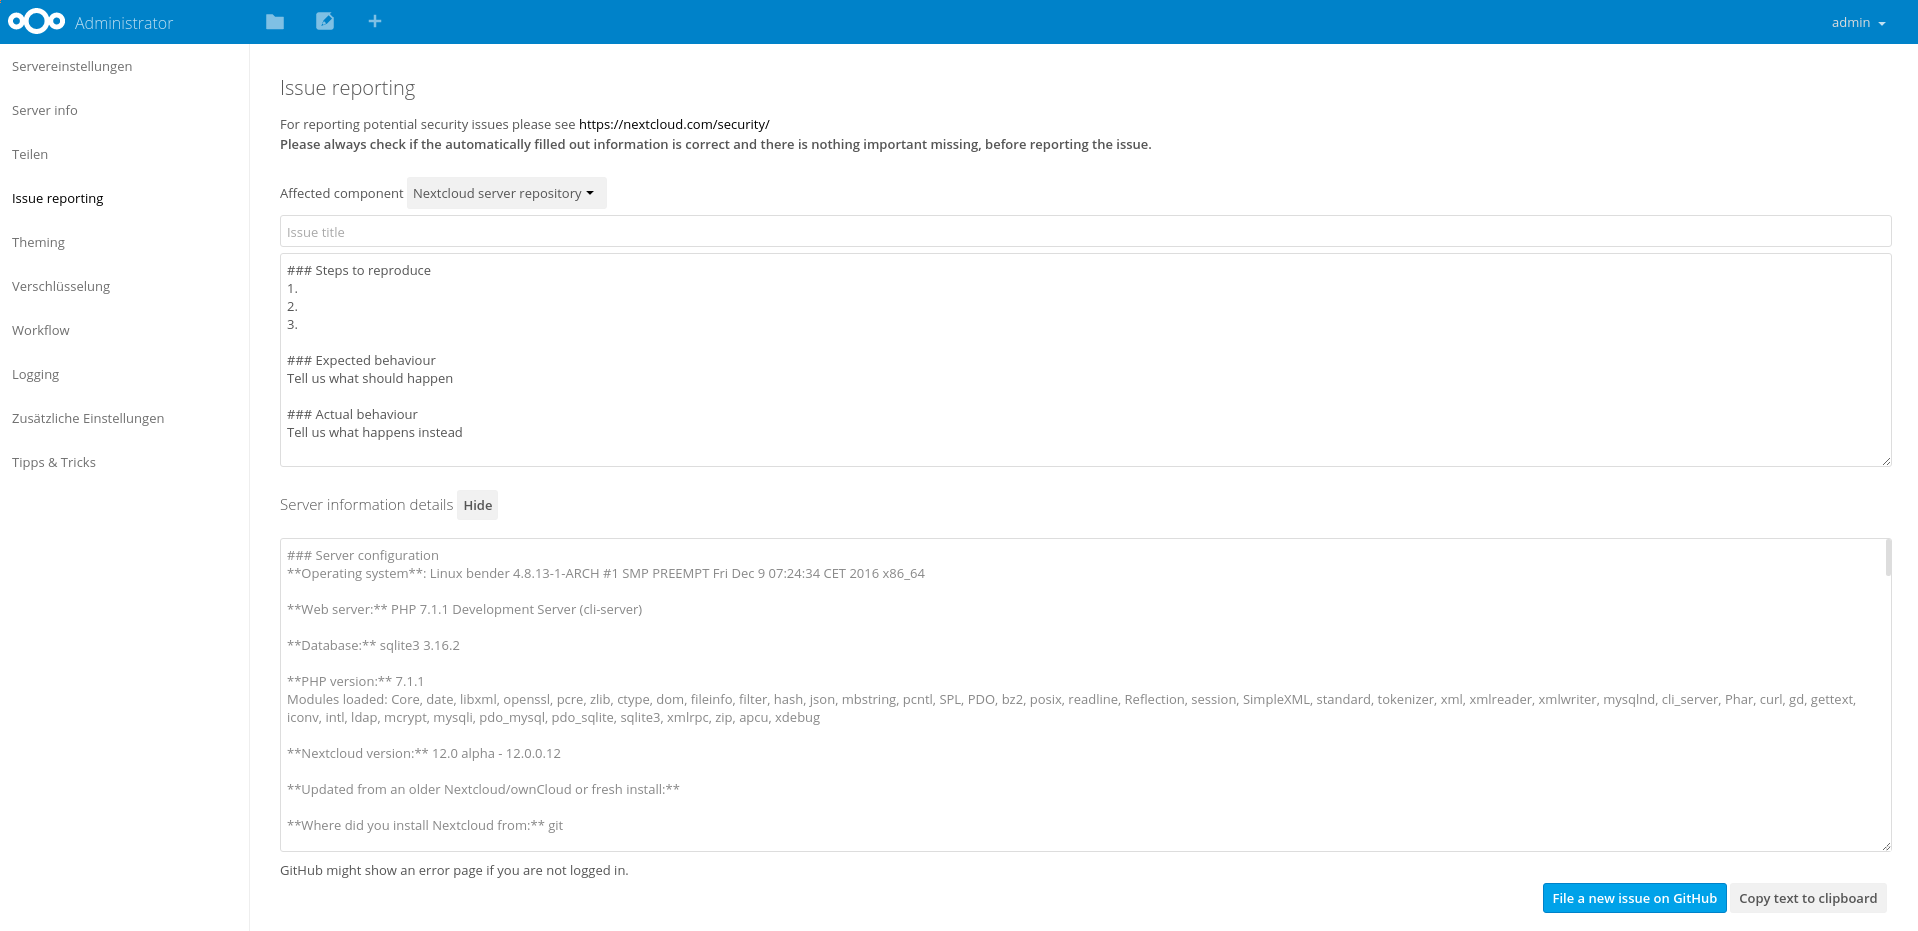 Administrator
admin
Servereinstellungen
Server info
Teilen
Issue reporting
Theming
Verschlüsselung
Workflow
Logging
Zusätzliche Einstellungen
Tipps & Tricks
Issue reporting
For reporting potential security issues please see https://nextcloud.com/security/
Please always check if the automatically filled out information is correct and there is nothing important missing, before reporting the issue.
Affected component Nextcloud server repository
Issue title
### Steps to reproduce
1.
2.
3.
### Expected behaviour
Tell us what should happen
### Actual behaviour
Tell us what happens instead
Server information details Hide
### Server configuration
**Operating system**: Linux bender 4.8.13-1-ARCH #1 SMP PREEMPT Fri Dec 9 07:24:34 CET 2016 x86_64
**Web server:** PHP 7.1.1 Development Server (cli-server)
**Database:** sqlite3 3.16.2
**PHP version:** 7.1.1
Modules loaded: Core, date, libxml, openssl, pcre, zlib, ctype, dom, fileinfo, filter, hash, json, mbstring, pcntl, SPL, PDO, bz2, posix, readline, Reflection, session, SimpleXML, standard, tokenizer, xml, xmlreader, xmlwriter, mysqlnd, cli_server, Phar, curl, gd, gettext,
iconv, intl, ldap, mcrypt, mysqli, pdo_mysql, pdo_sqlite, sqlite3, xmlrpc, zip, apcu, xdebug
**Nextcloud version:** 12.0 alpha - 12.0.0.12
**Updated from an older Nextcloud/ownCloud or fresh install:**
**Where did you install Nextcloud from:** git
GitHub might show an error page if you are not logged in.
File a new issue on GitHub Copy text to clipboard